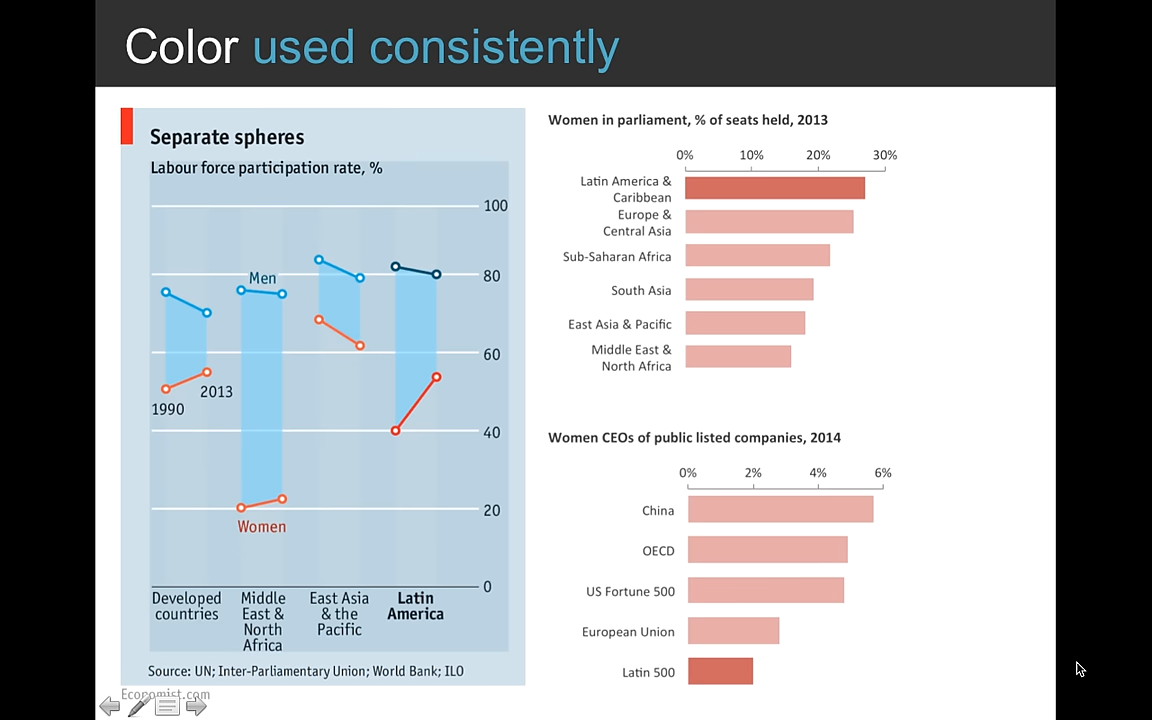 Color used consistently
Separate spheres
Labour force participation rate, %
100
80
60
40
20
0
Men
1990
2013
Women
Developed
countries
Middle
East &
North
Africa
East Asia
& the
Pacific
Latin
America
Source: UN; Inter-Parliamentary Union; World Bank; ILO
Economist.com
Women in parliament, % of seats held, 2013
0% 10% 20% 30%
Latin America &
Caribbean
Europe &
Central Asia
Sub-Saharan Africa
South Asia
East Asia & Pacific
Middle East &
North Africa
Women CEOs of public listed companies, 2014
0% 2% 4% 6%
China
OECD
US Fortune 500
European Union
Latin 500